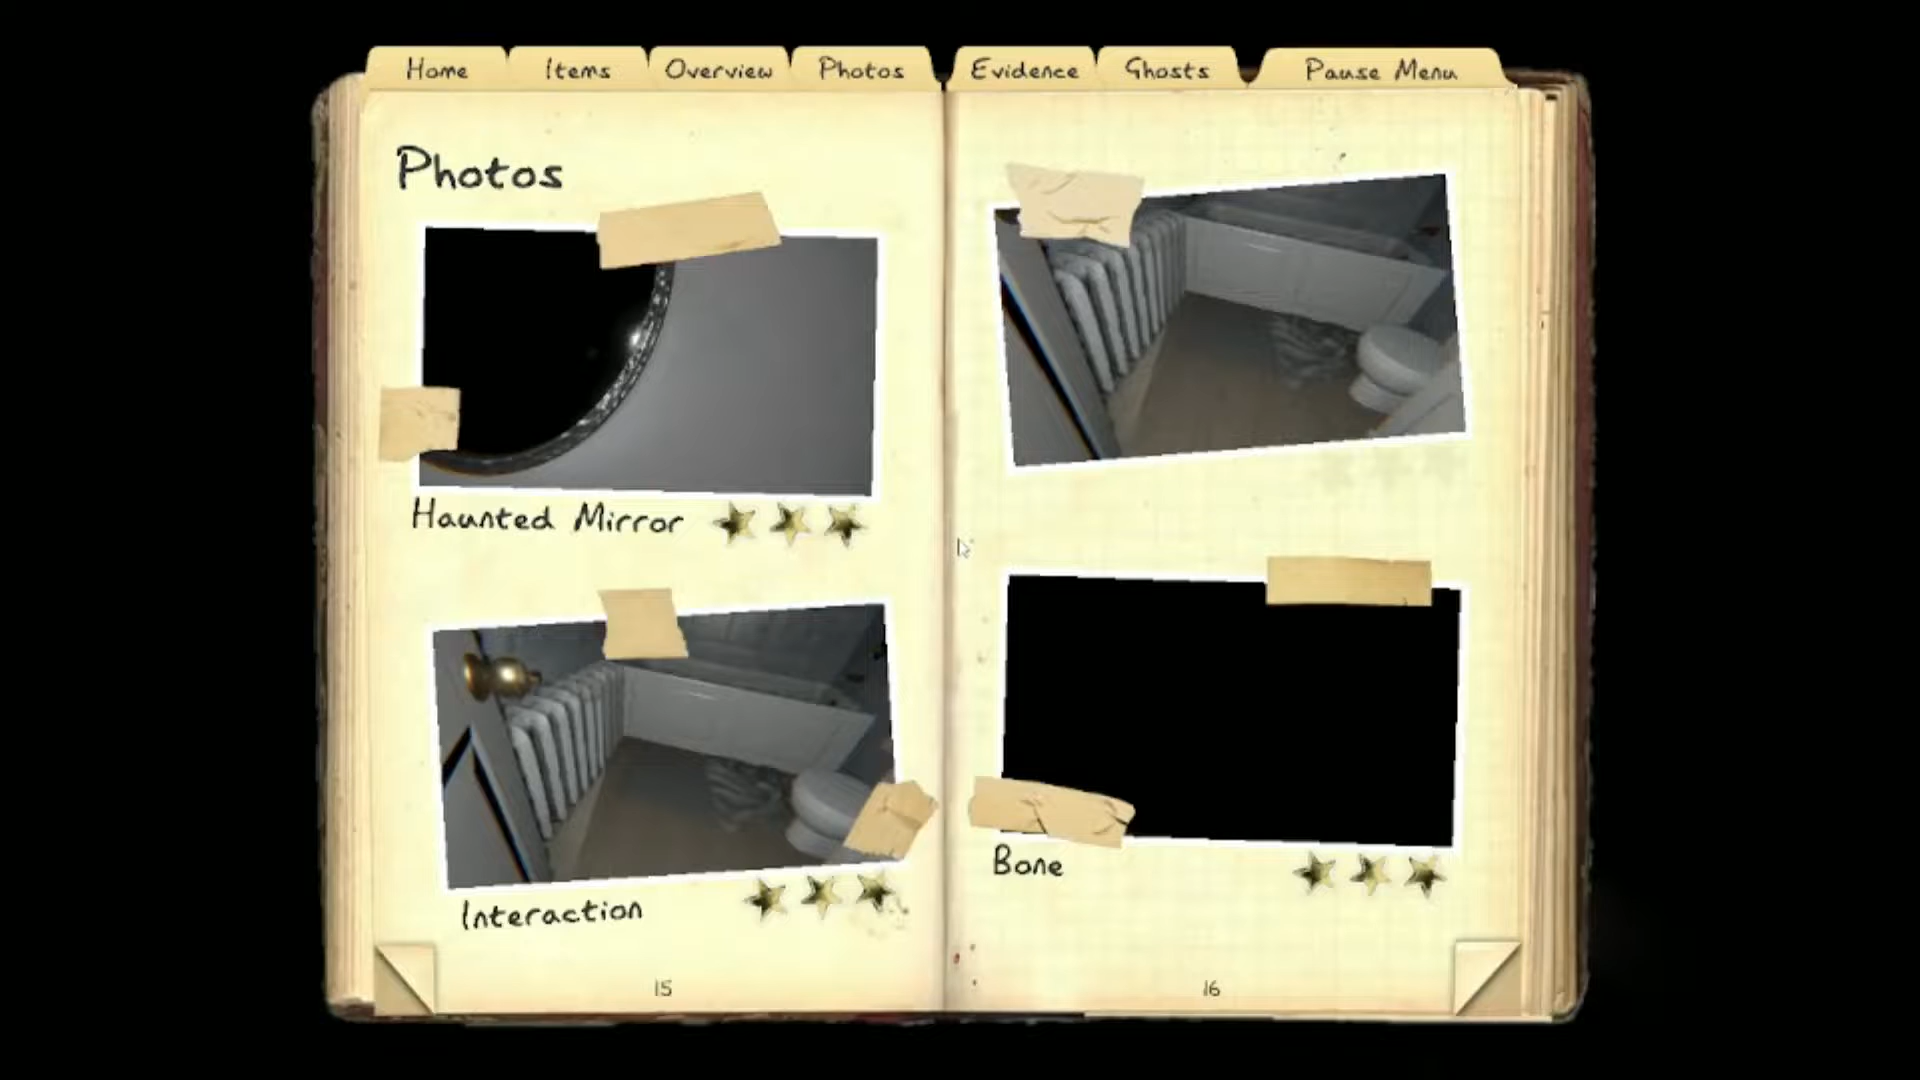 Home Items Overview Photos Evidence Ghosts Pause Menu
Photos
Haunted Mirror
Interaction
15
Bone
16